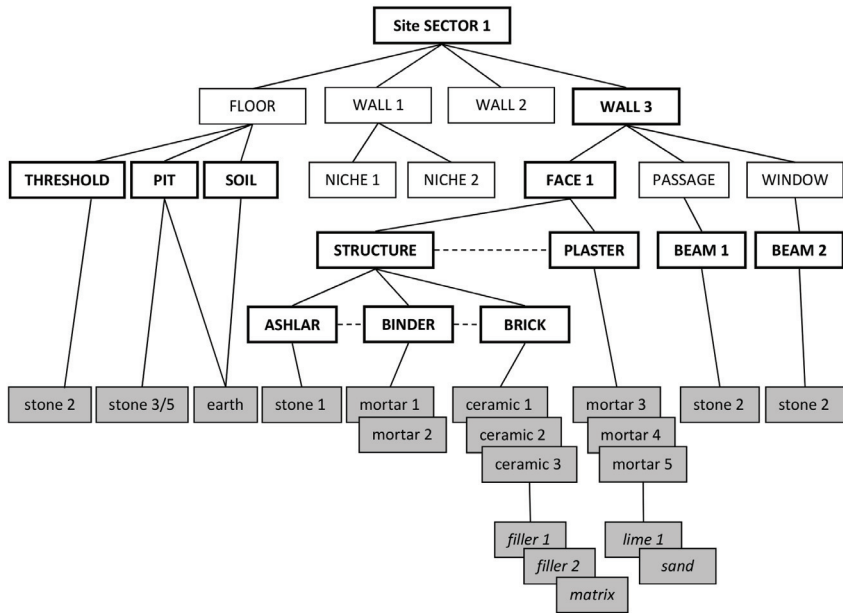 Site SECTOR 1
FLOOR
WALL 1
WALL 2
WALL 3
THRESHOLD
PIT
SOIL
NICHE 1
NICHE 2
FACE 1
PASSAGE
WINDOW
STRUCTURE
PLASTER
BEAM 1
BEAM 2
ASHLAR
BINDER
BRICK
stone 2
stone 3/5
earth
stone 1
mortar 1
ceramic 1
mortar 3
stone 2
stone 2
mortar 2
ceramic 2
mortar 4
ceramic 3
mortar 5
filler 1
lime 1
filler 2
sand
matrix